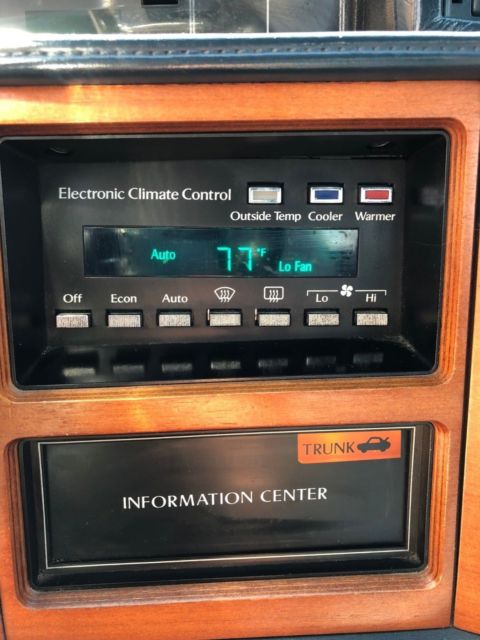 Electronic Climate Control
Outside Temp Cooler Warmer
Auto 77°F Lo Fan
Off Econ Auto Lo Hi
TRUNK
INFORMATION CENTER